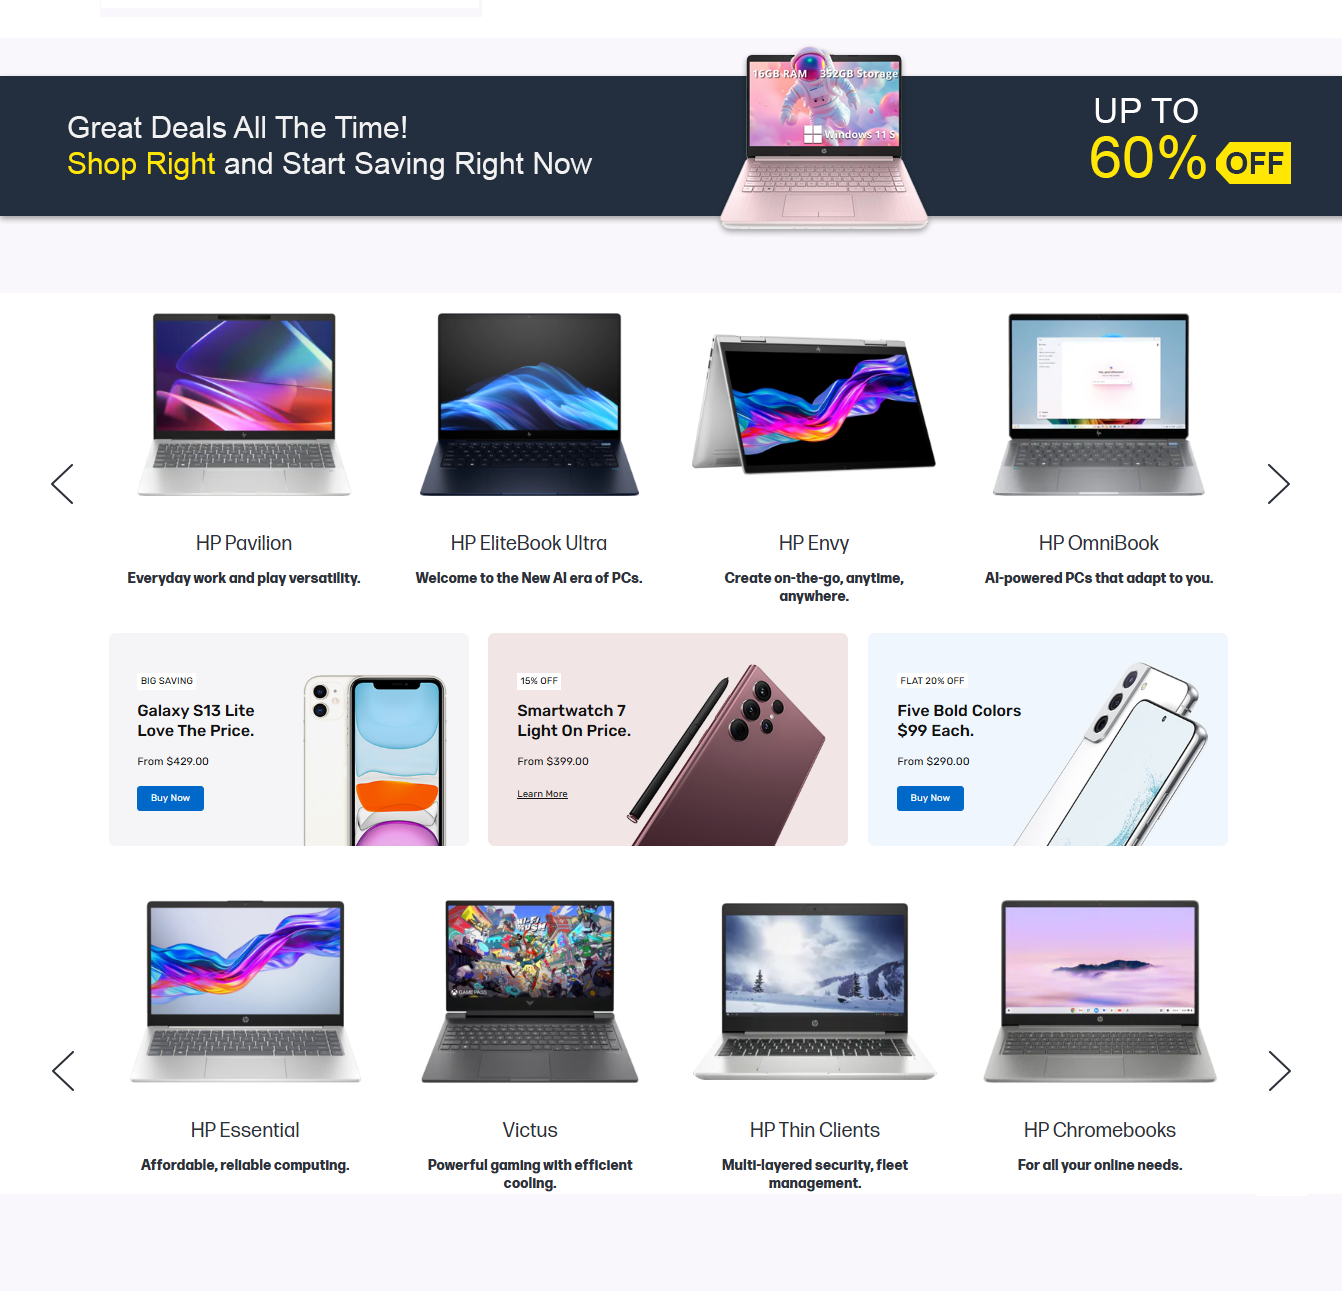 Great Deals All The Time!
Shop Right and Start Saving Right Now
16GB RAM 352GB Storage
Windows 11 S
UP TO
60% OFF
HP Pavilion
Everyday work and play versatility.
HP EliteBook Ultra
Welcome to the New AI era of PCs.
HP Envy
Create on-the-go, anytime,
anywhere.
HP OmniBook
AI-powered PCs that adapt to you.
BIG SAVING
Galaxy S13 Lite
Love The Price.
From $429.00
Buy Now
15% OFF
Smartwatch 7
Light On Price.
From $399.00
Learn More
FLAT 20% OFF
Five Bold Colors
$99 Each.
From $290.00
Buy Now
HI-FI
RUSH
GAMEPASS
HP Essential
Affordable, reliable computing.
Victus
Powerful gaming with efficient
cooling.
HP Thin Clients
Multi-layered security, fleet
management.
HP Chromebooks
For all your online needs.